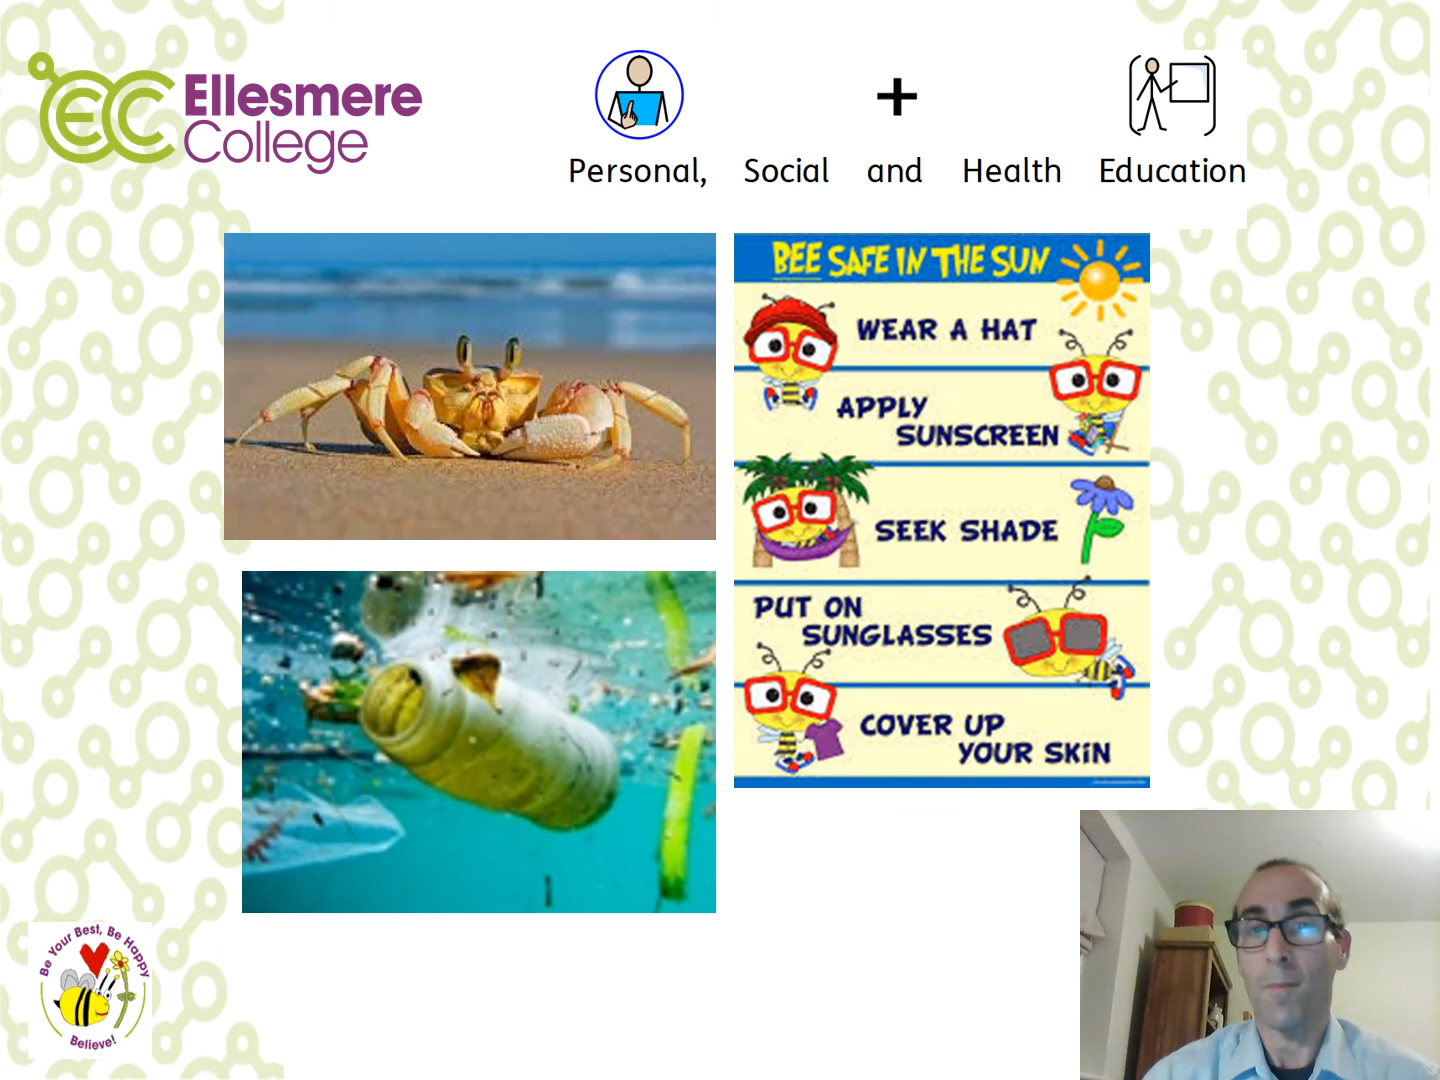 Ellesmere
College
Personal, Social and Health Education
BEE SAFE IN THE SUN
WEAR A HAT
APPLY
SUNSCREEN
SEEK SHADE
PUT ON
SUNGLASSES
COVER UP
YOUR SKiN
Be Your Best, Be Happy
Believe!